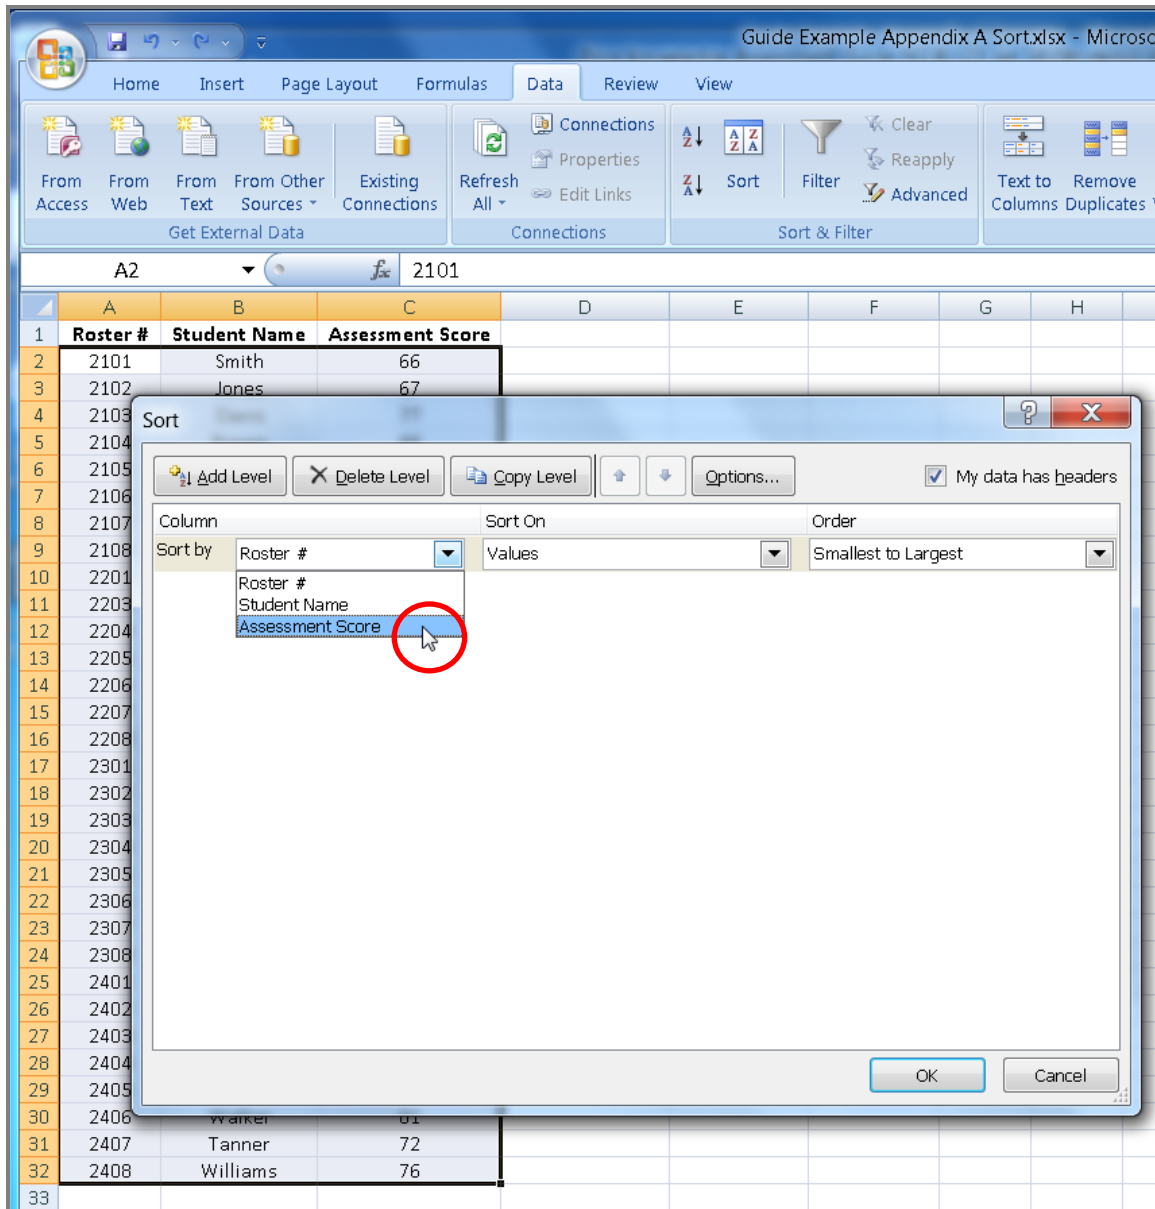 Guide Example Appendix A Sort.xlsx - Microso
Home Insert Page Layout Formulas Data Review View
Connections Clear
Properties Reapply
From Access From Web From Text From Other Sources Existing Connections Refresh All Edit Links Sort Filter Advanced Text to Columns Remove Duplicates
Get External Data Connections Sort & Filter
A2 fx 2101
A B C D E F G H
1 Roster # Student Name Assessment Score
2 2101 Smith 66
3 2102 Jones 67
4 2103
5 2104
6 2105
7 2106
8 2107
9 2108
10 2201
11 2203
12 2204
13 2205
14 2206
15 2207
16 2208
17 2301
18 2302
19 2303
20 2304
21 2305
22 2306
23 2307
24 2308
25 2401
26 2402
27 2403
28 2404
29 2405
30 2406 Walker
31 2407 Tanner 72
32 2408 Williams 76
33
Sort
Add Level Delete Level Copy Level Options... My data has headers
Column Sort On Order
Sort by Roster # Values Smallest to Largest
Roster #
Student Name
Assessment Score
OK Cancel